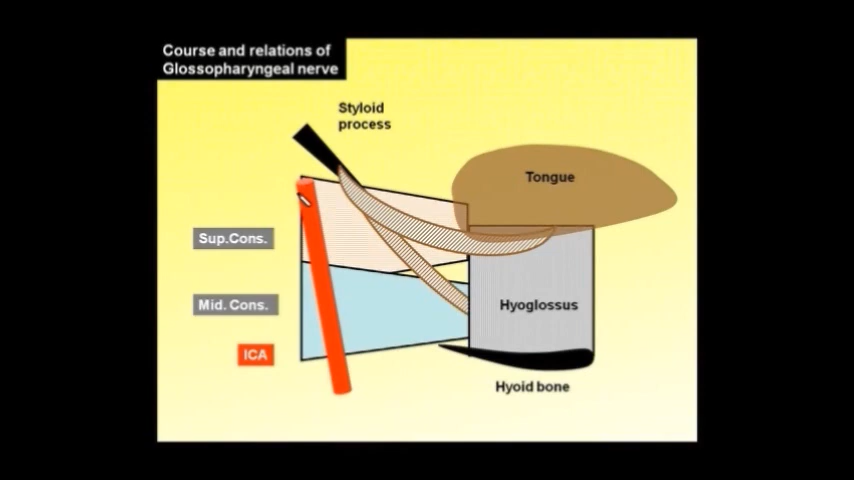 Course and relations of
Glossopharyngeal nerve
Styloid
process
Tongue
Sup.Cons.
Mid. Cons.
Hyoglossus
ICA
Hyoid bone